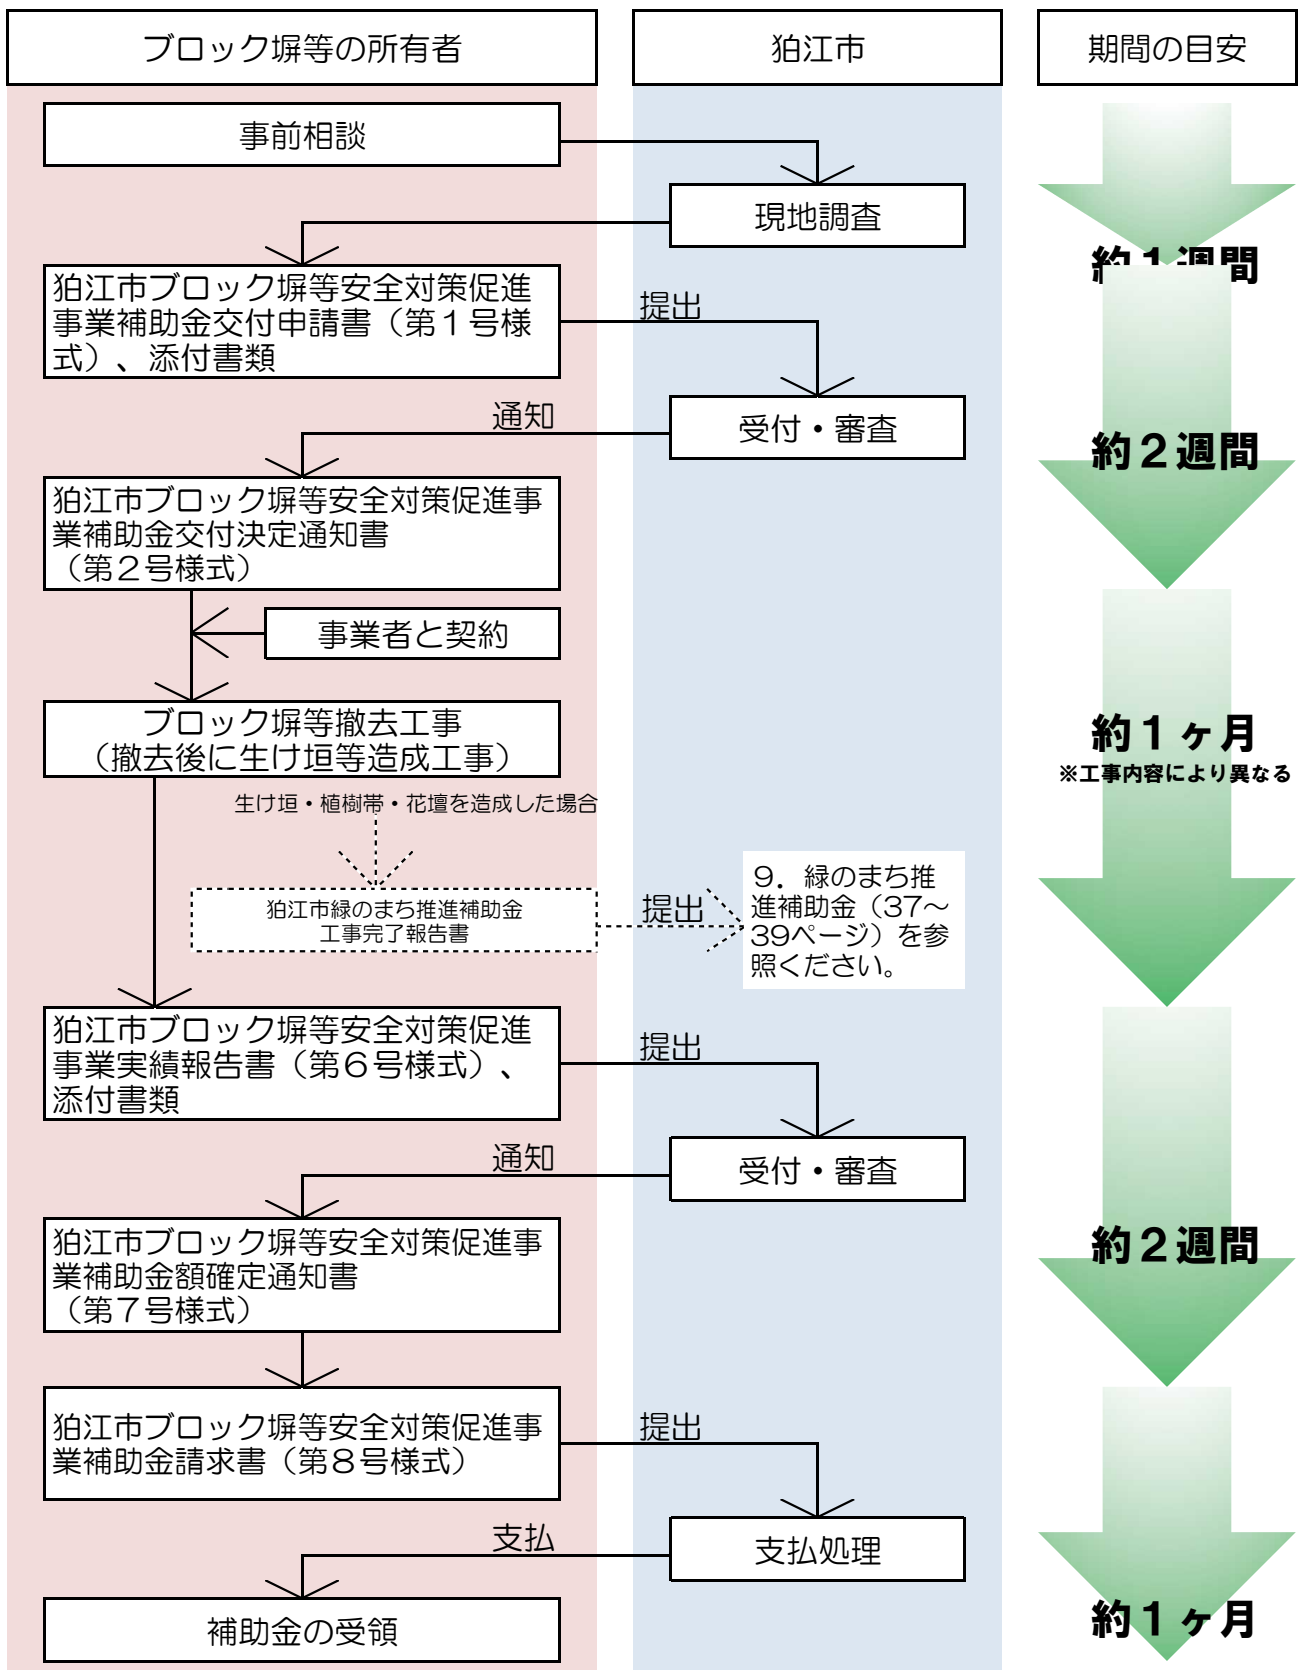 ブロック塀等の所有者
狛江市
期間の目安
事前相談
現地調査
約１週間
狛江市ブロック塀等安全対策促進
事業補助金交付申請書（第１号様
式）、添付書類
提出
受付・審査
通知
約２週間
狛江市ブロック塀等安全対策促進事
業補助金交付決定通知書
（第２号様式）
事業者と契約
ブロック塀等撤去工事
（撤去後に生け垣等造成工事）
約１ヶ月
※工事内容により異なる
生け垣・植樹帯・花壇を造成した場合
狛江市緑のまち推進補助金
工事完了報告書
提出
９．緑のまち推
進補助金（37～
39ページ）を参
照ください。
狛江市ブロック塀等安全対策促進
事業実績報告書（第６号様式）、
添付書類
提出
受付・審査
通知
約２週間
狛江市ブロック塀等安全対策促進事
業補助金額確定通知書
（第７号様式）
狛江市ブロック塀等安全対策促進事
業補助金請求書（第８号様式）
提出
支払処理
支払
約１ヶ月
補助金の受領